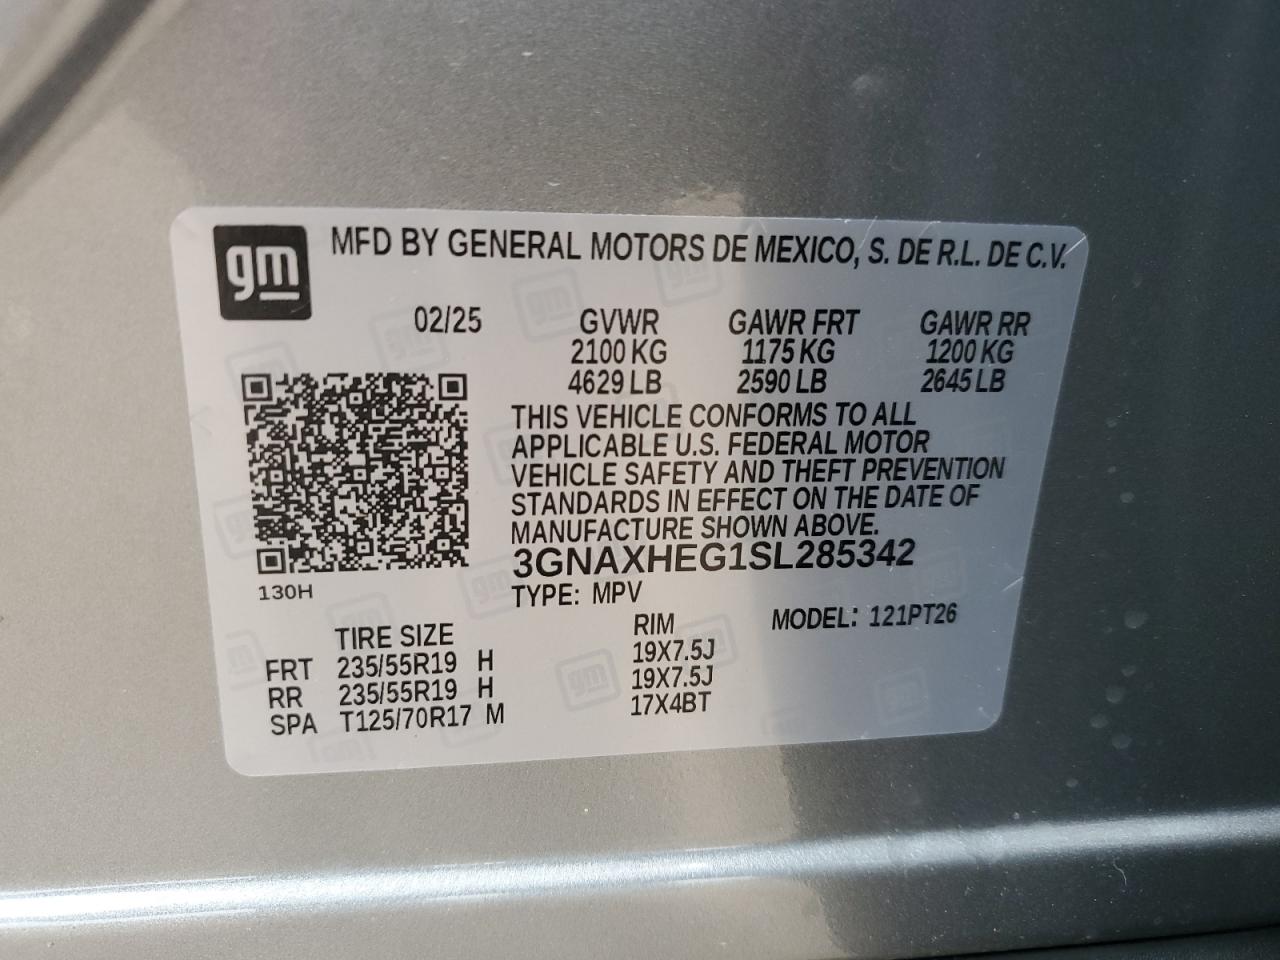 gm MFD BY GENERAL MOTORS DE MEXICO, S. DE R.L. DE C.V.
02/25 GVWR GAWR FRT GAWR RR
2100 KG 1175 KG 1200 KG
4629 LB 2590 LB 2645 LB
THIS VEHICLE CONFORMS TO ALL
APPLICABLE U.S. FEDERAL MOTOR
VEHICLE SAFETY AND THEFT PREVENTION
STANDARDS IN EFFECT ON THE DATE OF
MANUFACTURE SHOWN ABOVE.
3GNAXHEG1SL285342
130H
TYPE: MPV
MODEL: 121PT26
TIRE SIZE RIM
FRT 235/55R19 H 19X7.5J
RR 235/55R19 H 19X7.5J
SPA T125/70R17 M 17X4BT